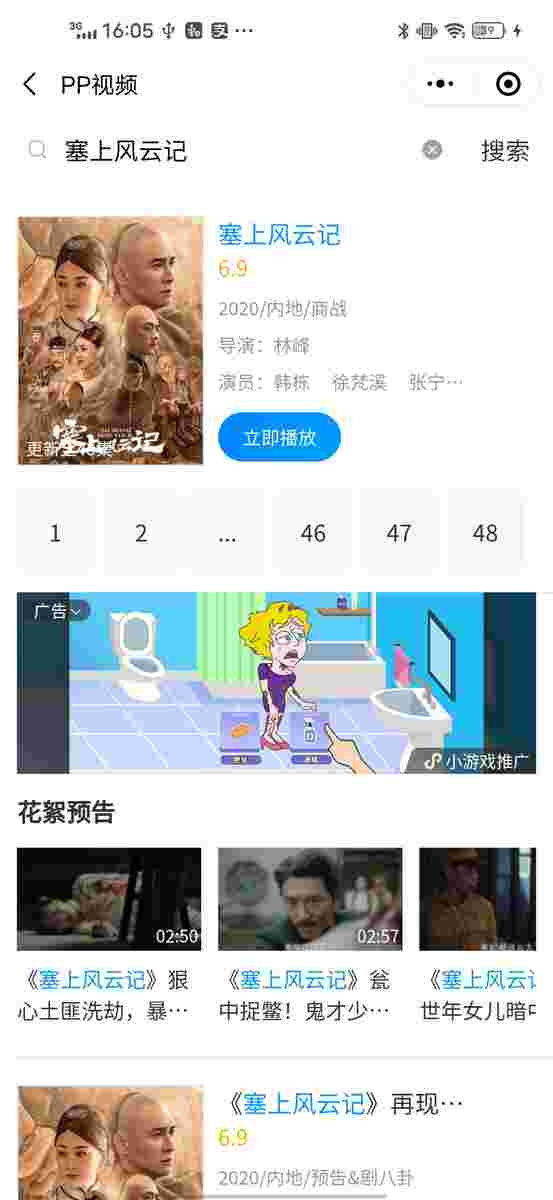 3G 16:05
PP视频
塞上风云记
搜索
塞上风云记
6.9
2020/内地/商战
导演：林峰
演员：韩栋 徐梵溪 张宁…
立即播放
塞上风云记
1 2 ... 46 47 48
广告
小游戏推广
花絮预告
02:50 02:57
《塞上风云记》狠
心土匪洗劫，暴…
《塞上风云记》瓮
中捉鳖！鬼才少…
《塞上风云记
世年女儿暗中
《塞上风云记》再现…
6.9
2020/内地/预告&剧八卦